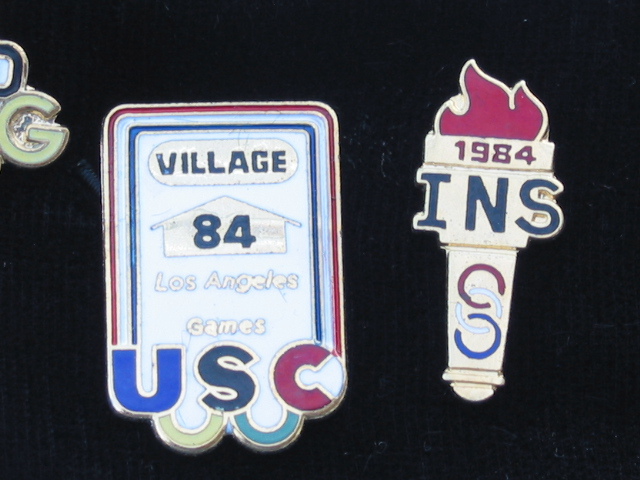 VILLAGE
84
Los Angeles
Games
USC
1984
INS
G